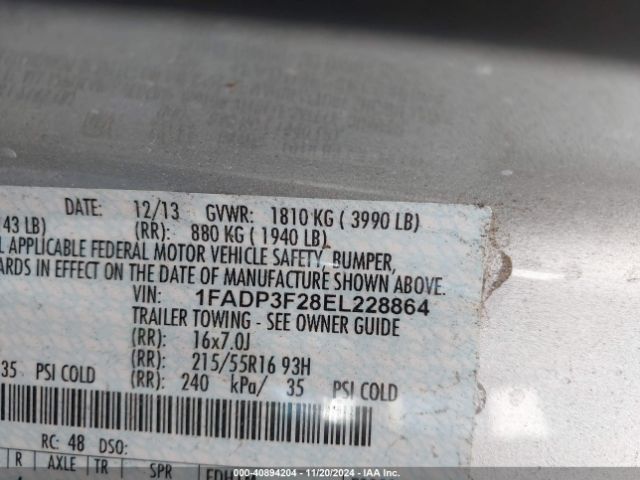 DATE: 12/13 GVWR: 1810 KG ( 3990 LB)
43 LB) (RR): 880 KG ( 1940 LB)
L APPLICABLE FEDERAL MOTOR VEHICLE SAFETY, BUMPER,
ARDS IN EFFECT ON THE DATE OF MANUFACTURE SHOWN ABOVE.
VIN: 1FADP3F28EL228864
TRAILER TOWING - SEE OWNER GUIDE
(RR): 16x7.0J
(RR): 215/55R16 93H
35 PSI COLD (RR): 240 kPa/ 35 PSI COLD
RC: 48 DSO:
R AXLE TR SPR
000-40894204 - 11/20/2024 - IAA Inc.